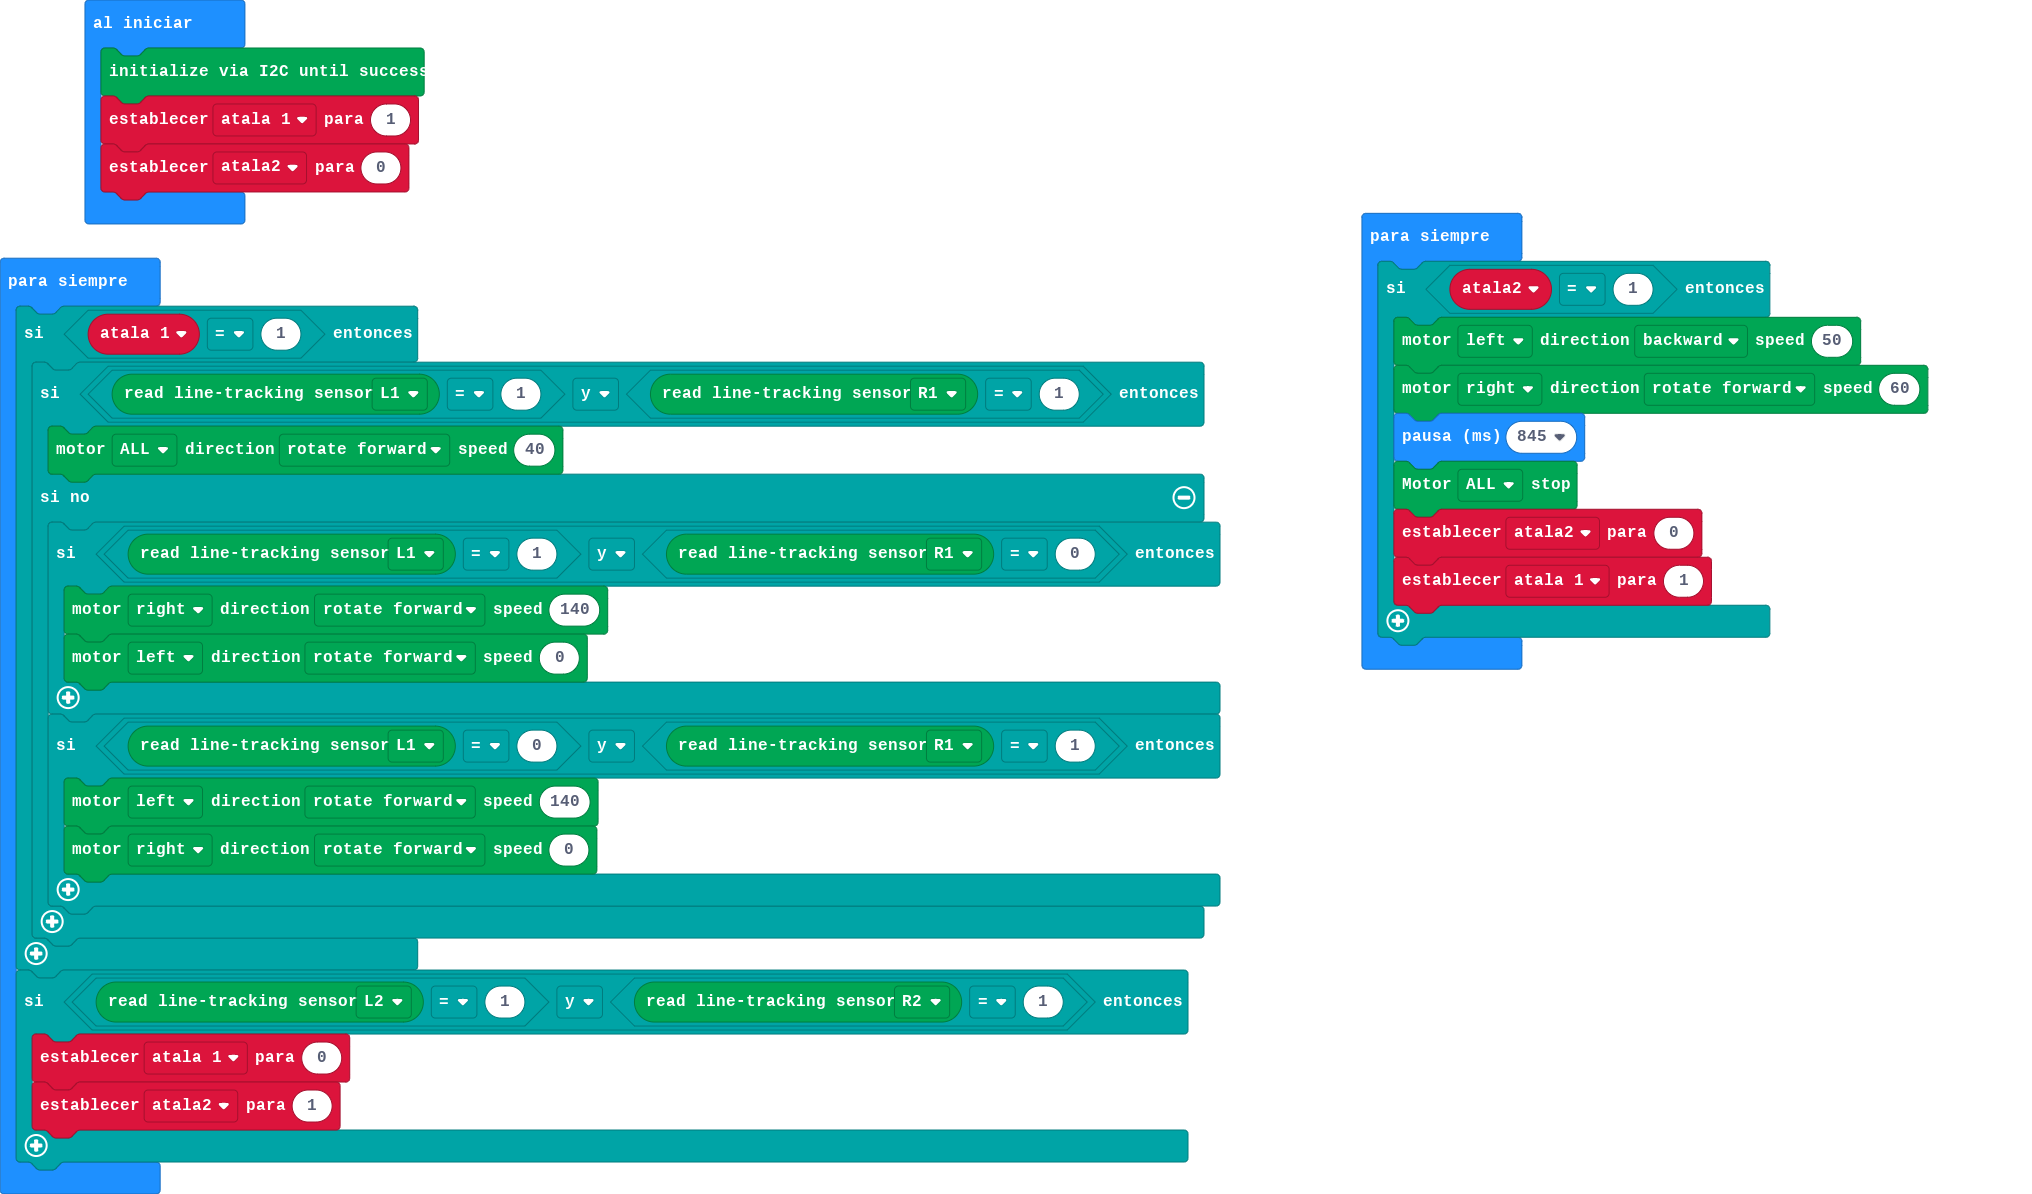 al iniciar
initialize via I2C until success
establecer atala 1 para 1
establecer atala2 para 0
para siempre
si atala 1 = 1 entonces
si read line-tracking sensor L1 = 1 y read line-tracking sensor R1 = 1 entonces
motor ALL direction rotate forward speed 40
si no
si read line-tracking sensor L1 = 1 y read line-tracking sensor R1 = 0 entonces
motor right direction rotate forward speed 140
motor left direction rotate forward speed 0
si read line-tracking sensor L1 = 0 y read line-tracking sensor R1 = 1 entonces
motor left direction rotate forward speed 140
motor right direction rotate forward speed 0
si read line-tracking sensor L2 = 1 y read line-tracking sensor R2 = 1 entonces
establecer atala 1 para 0
establecer atala2 para 1
para siempre
si atala2 = 1 entonces
motor left direction backward speed 50
motor right direction rotate forward speed 60
pausa (ms) 845
Motor ALL stop
establecer atala2 para 0
establecer atala 1 para 1